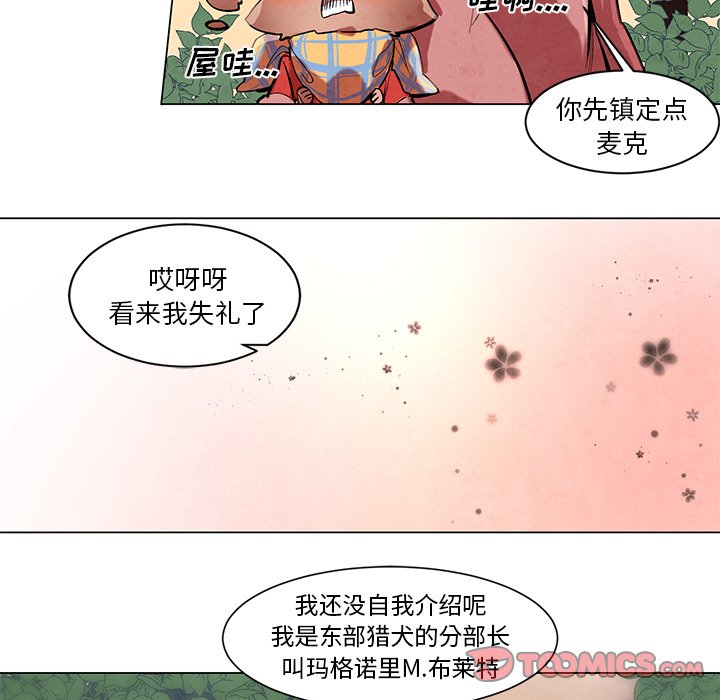 哇啊....
屋哇...
你先镇定点
麦克
哎呀呀
看来我失礼了
我还没自我介绍呢
我是东部猎犬的分部长
叫玛格诺里M.布莱特
TOOMICS.COM